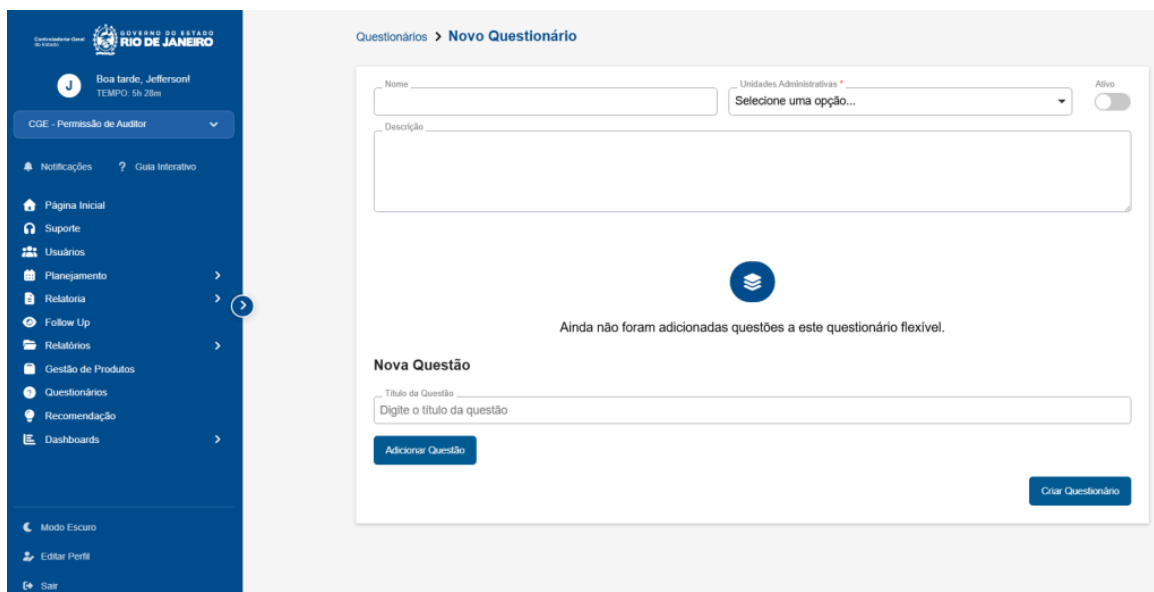 Controladoria Geral
do Estado
GOVERNO DO ESTADO
RIO DE JANEIRO
J
Boa tarde, Jefferson!
TEMPO: 5h 28m
CGE - Permissão de Auditor
Notificações
? Guia Interativo
Página Inicial
Suporte
Usuários
Planejamento
Relatoria
Follow Up
Relatórios
Gestão de Produtos
Questionários
Recomendação
Dashboards
Modo Escuro
Editar Perfil
Sair
Questionários > Novo Questionário
Nome
Unidades Administrativas *
Selecione uma opção...
Ativo
Descrição
Ainda não foram adicionadas questões a este questionário flexível.
Nova Questão
Título da Questão
Digite o título da questão
Adicionar Questão
Criar Questionário